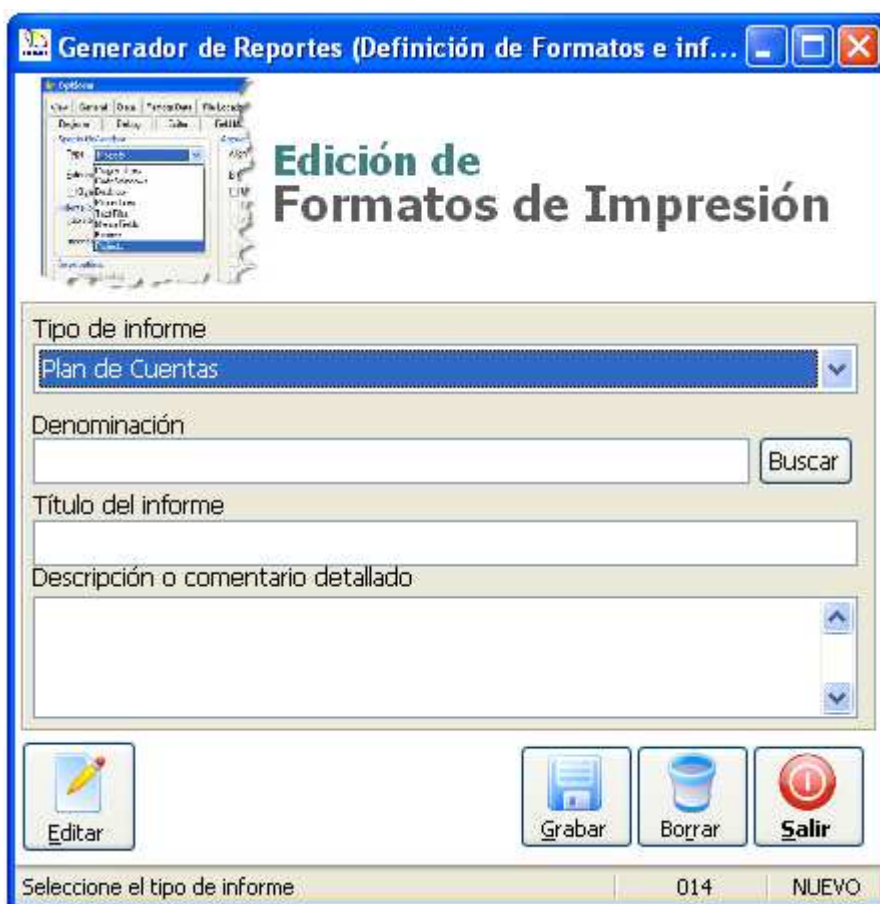 Generador de Reportes (Definición de Formatos e inf...
Options
Edición de
Formatos de Impresión
Tipo de informe
Plan de Cuentas
Denominación
Buscar
Título del informe
Descripción o comentario detallado
Editar
Grabar
Borrar
Salir
Seleccione el tipo de informe 014 NUEVO